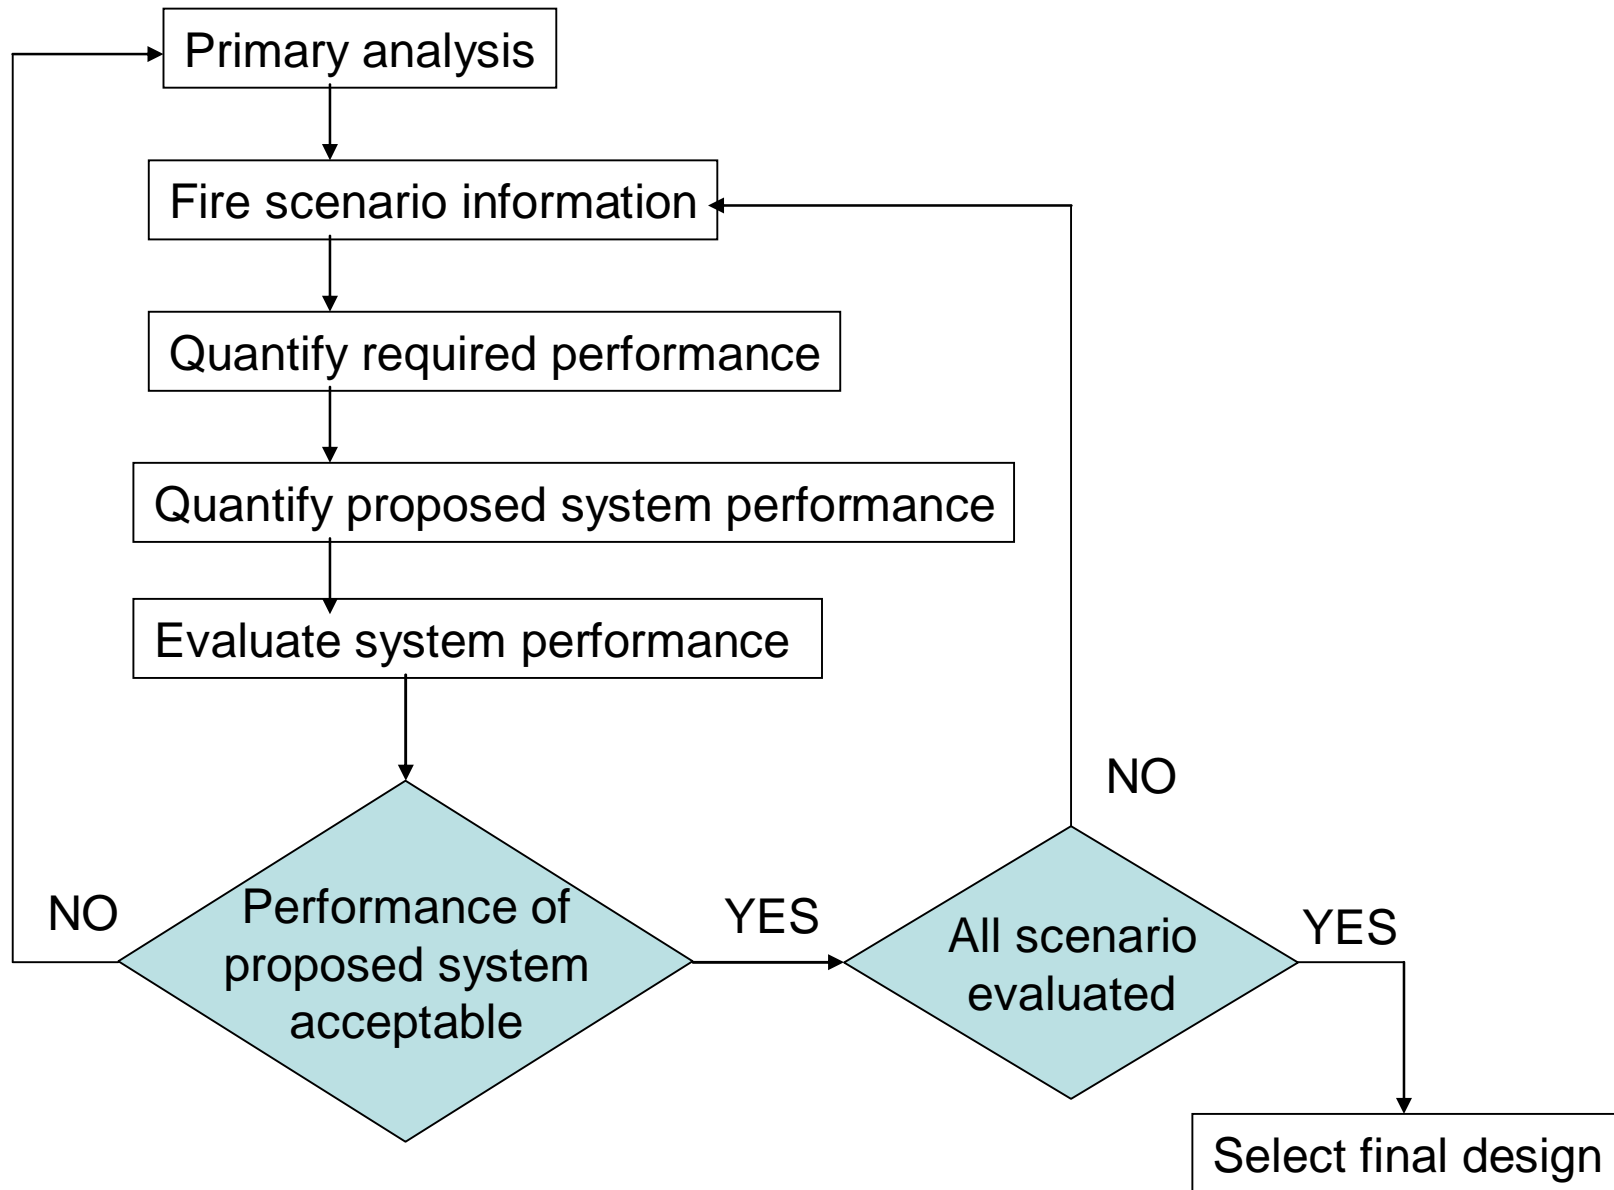 Primary analysis
Fire scenario information
Quantify required performance
Quantify proposed system performance
Evaluate system performance
NO
NO
Performance of
proposed system
acceptable
YES
All scenario
evaluated
YES
Select final design